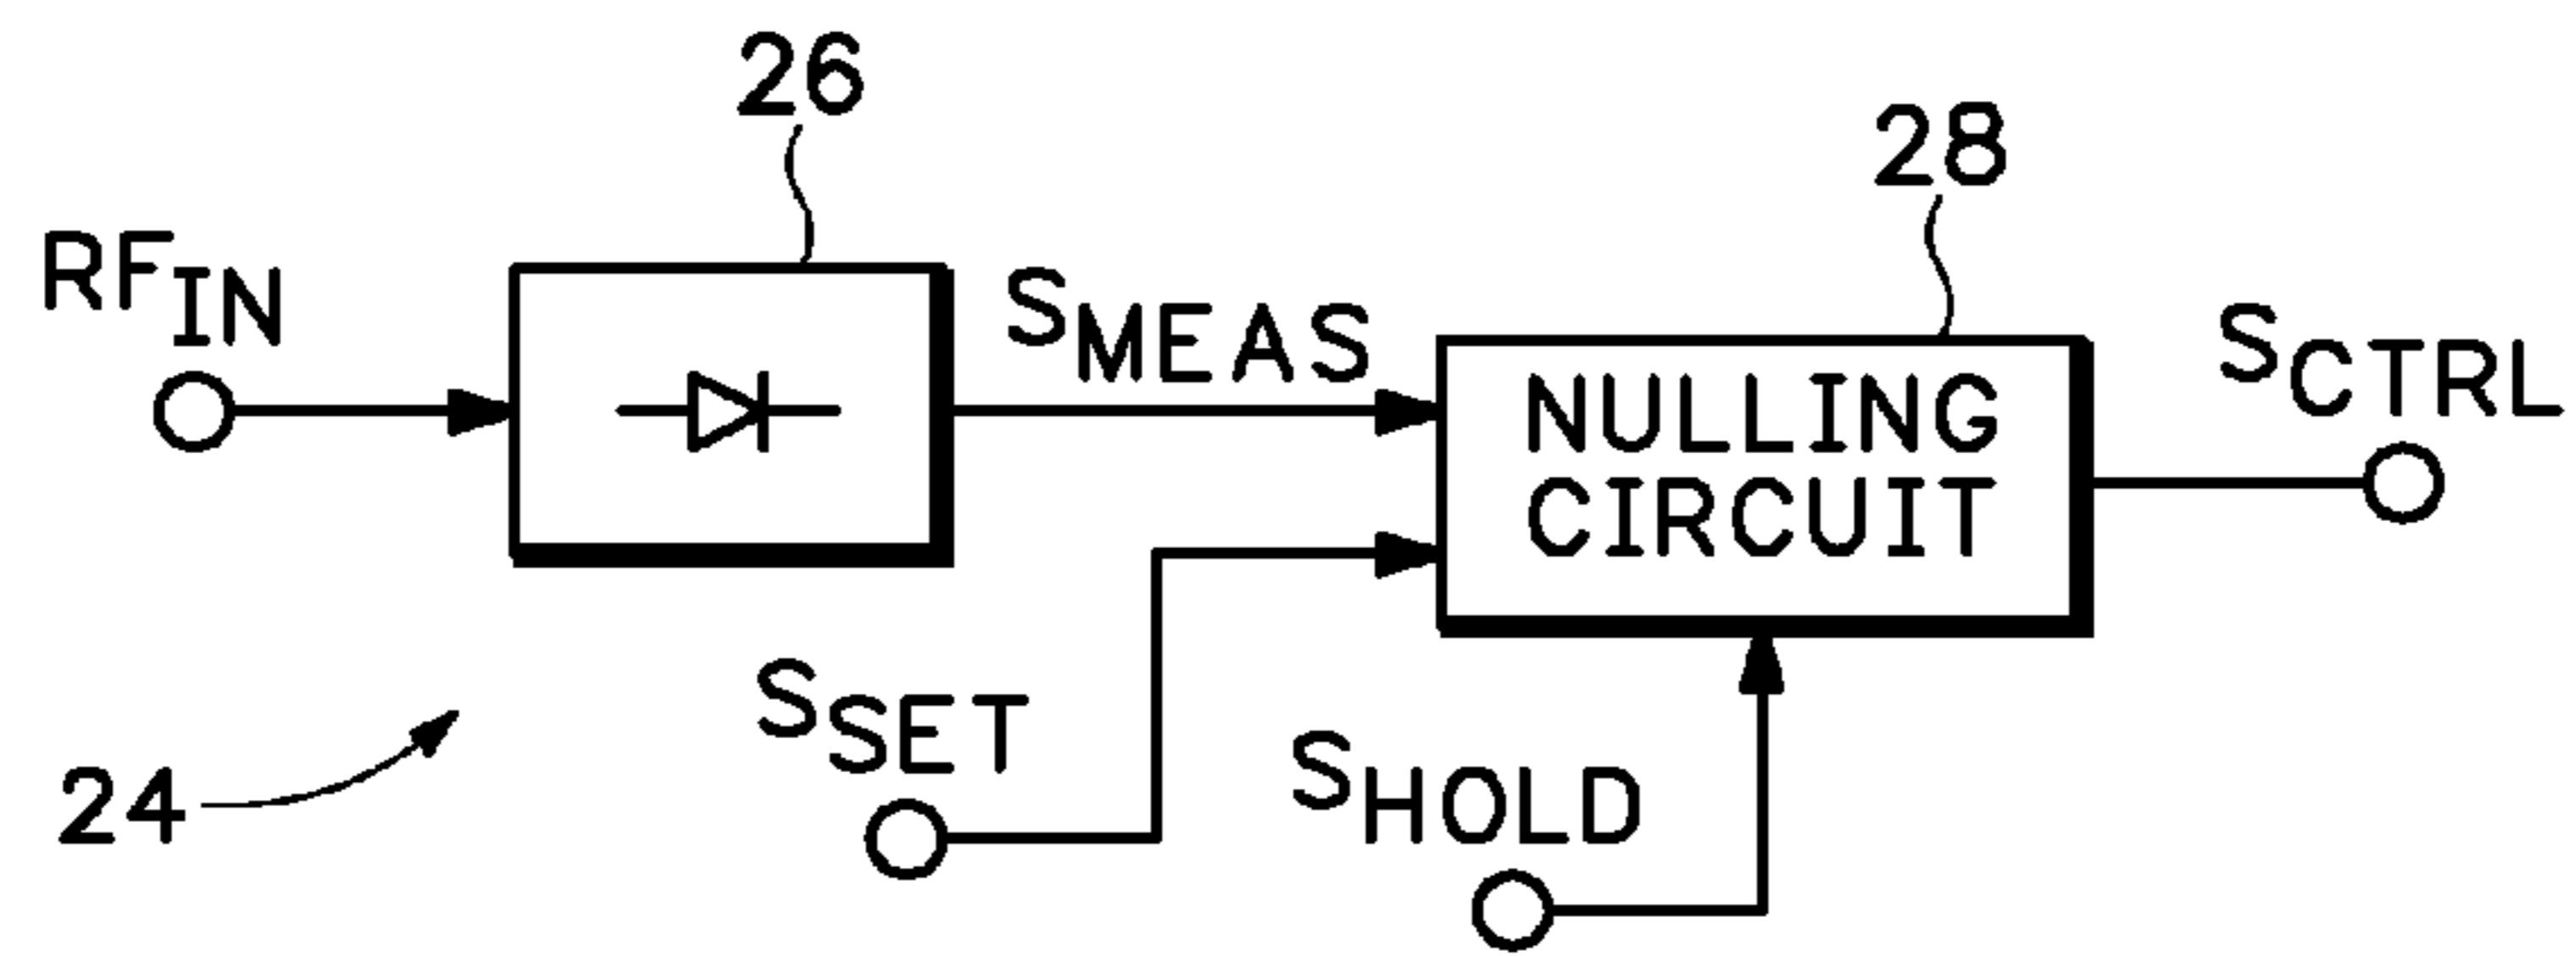 26
28
RFIN
SMEAS
SCTRL
NULLING
CIRCUIT
SSET
SHOLD
24